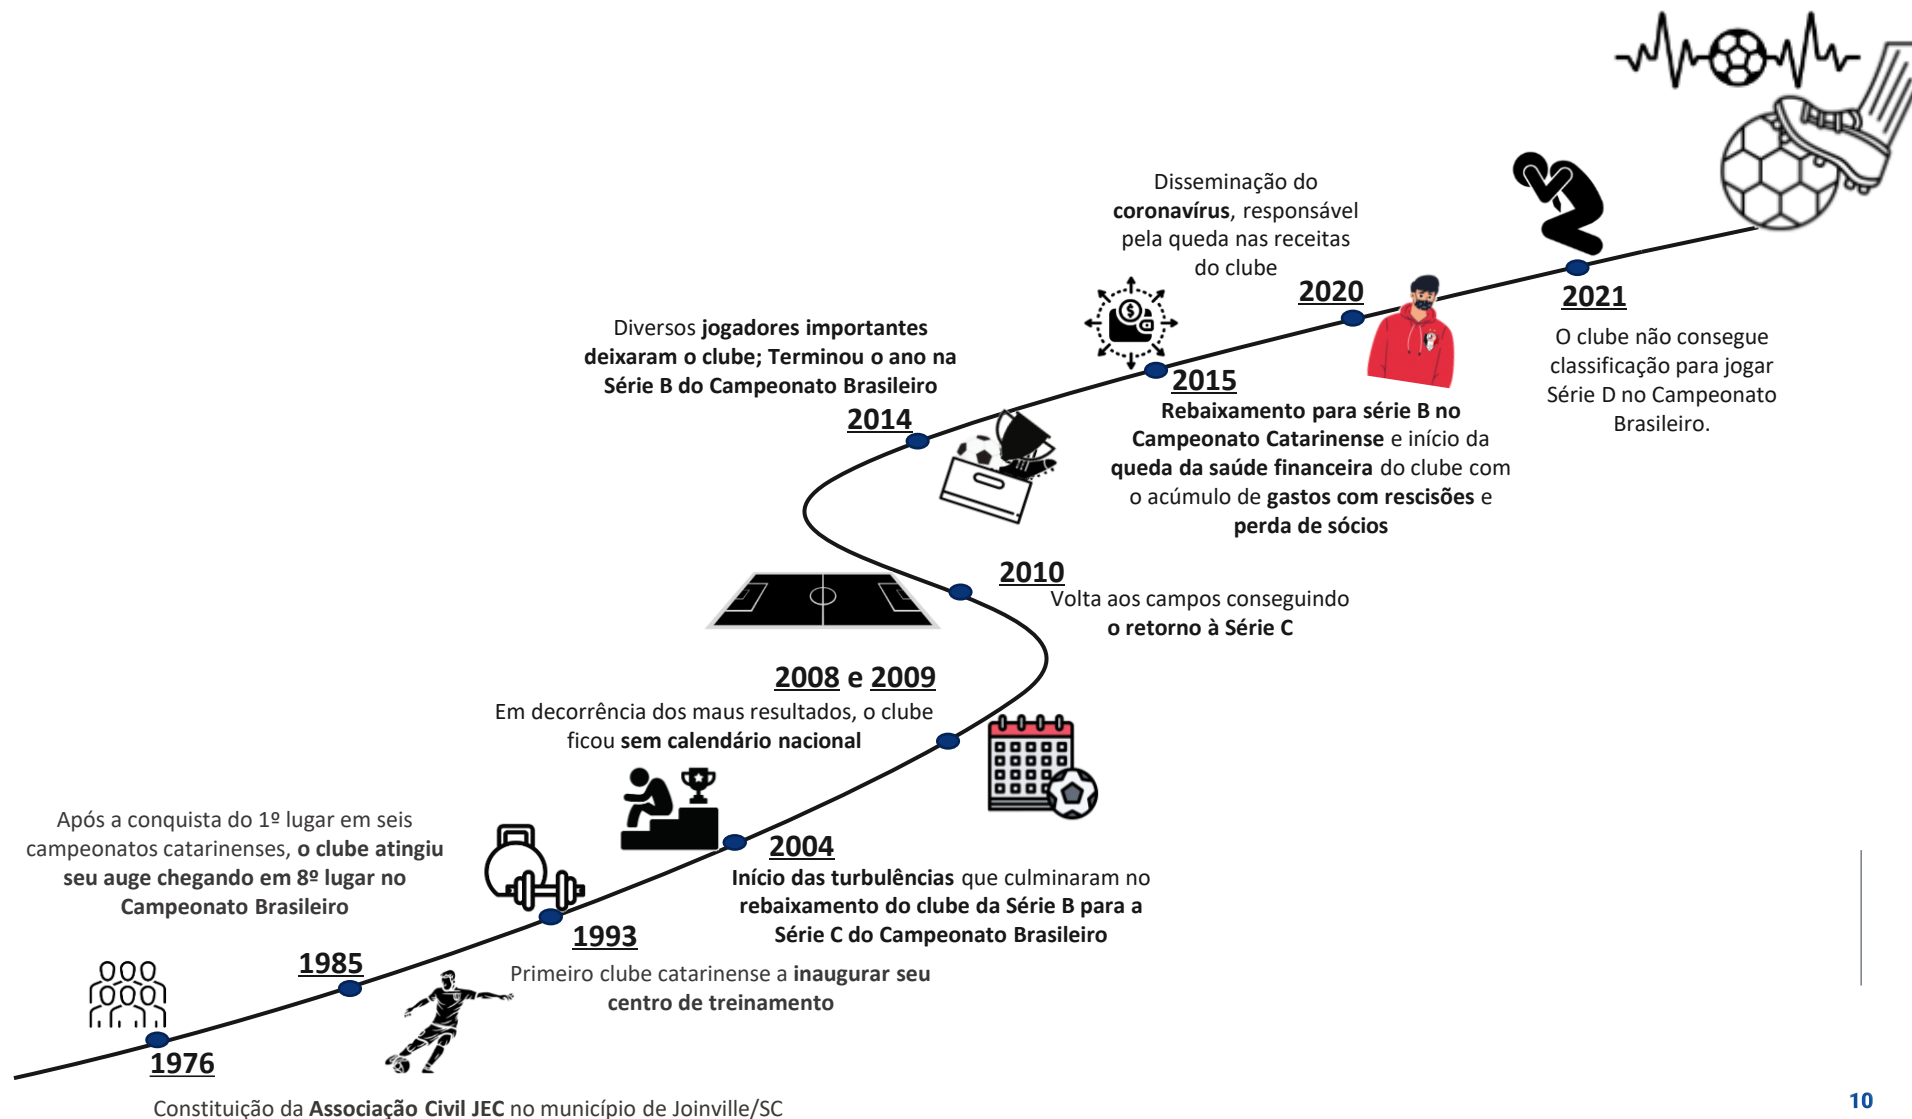 Disseminação do
coronavírus, responsável
pela queda nas receitas
do clube
2020
2021
O clube não consegue
classificação para jogar
Série D no Campeonato
Brasileiro.
Diversos jogadores importantes
deixaram o clube; Terminou o ano na
Série B do Campeonato Brasileiro
2014
2015
Rebaixamento para série B no
Campeonato Catarinense e início da
queda da saúde financeira do clube com
o acúmulo de gastos com rescisões e
perda de sócios
2010
Volta aos campos conseguindo
o retorno à Série C
2008 e 2009
Em decorrência dos maus resultados, o clube
ficou sem calendário nacional
2004
Início das turbulências que culminaram no
rebaixamento do clube da Série B para a
Série C do Campeonato Brasileiro
Após a conquista do 1º lugar em seis
campeonatos catarinenses, o clube atingiu
seu auge chegando em 8º lugar no
Campeonato Brasileiro
1985
1993
Primeiro clube catarinense a inaugurar seu
centro de treinamento
1976
Constituição da Associação Civil JEC no município de Joinville/SC
10